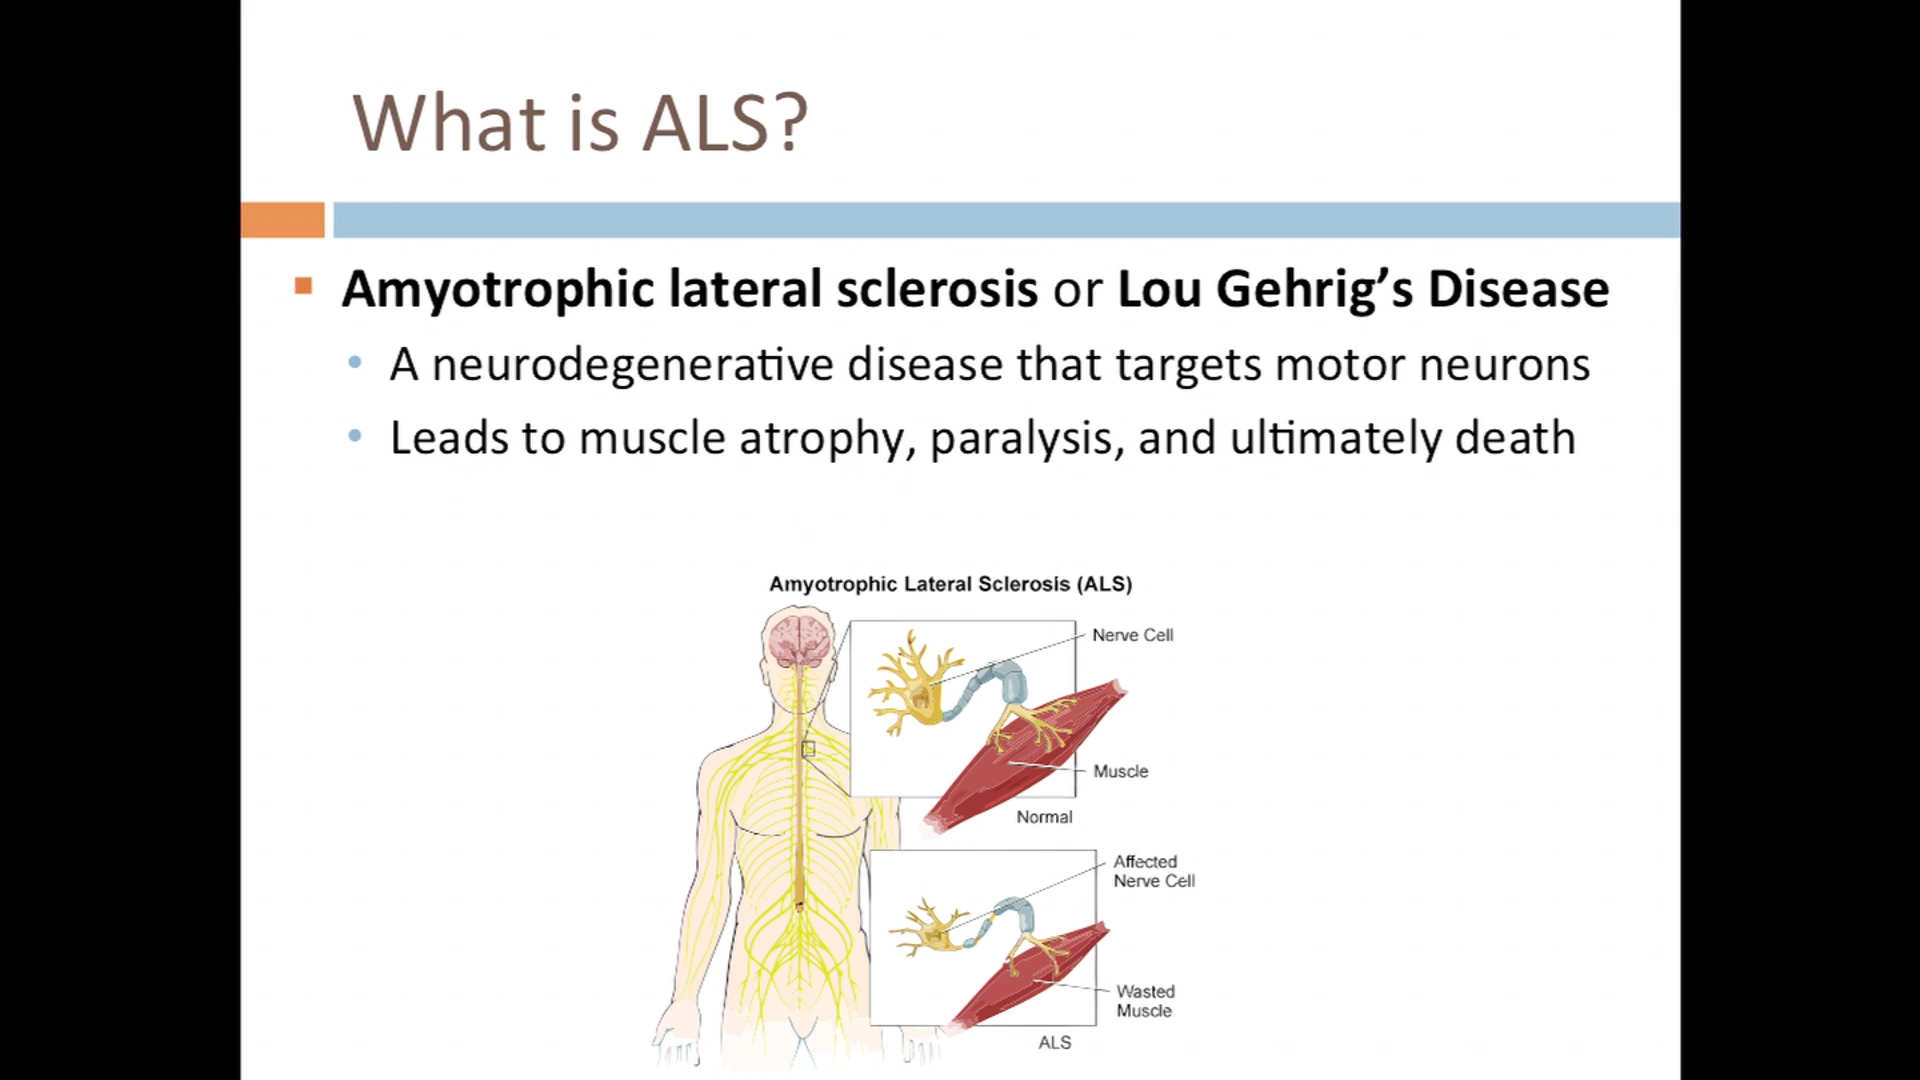 What is ALS?
Amyotrophic lateral sclerosis or Lou Gehrig’s Disease
A neurodegenerative disease that targets motor neurons
Leads to muscle atrophy, paralysis, and ultimately death
Amyotrophic Lateral Sclerosis (ALS)
Nerve Cell
Muscle
Normal
Affected
Nerve Cell
Wasted
Muscle
ALS